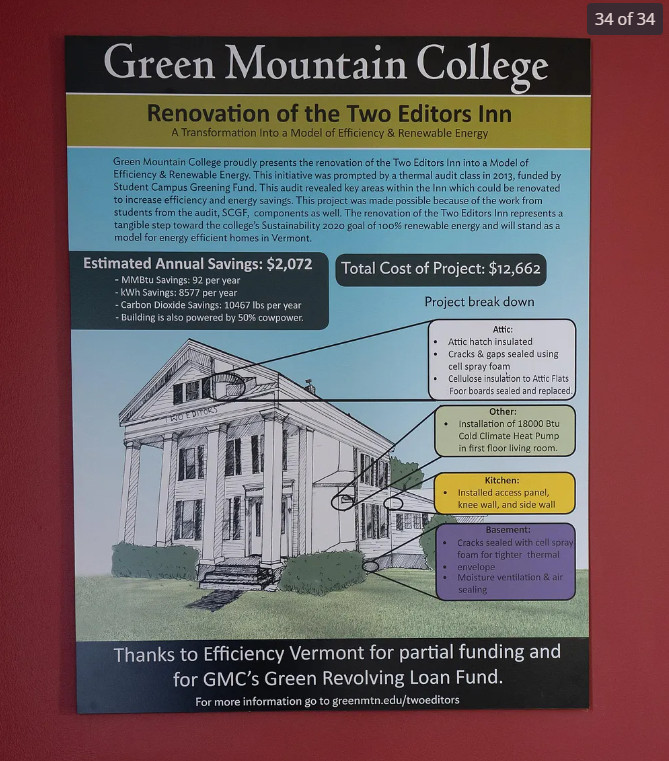 34 of 34
Green Mountain College
Renovation of the Two Editors Inn
A Transformation Into a Model of Efficiency & Renewable Energy
Green Mountain College proudly presents the renovation of the Two Editors Inn into a Model of
Efficiency & Renewable Energy. This initiative was prompted by a thermal audit class in 2013, funded by
Student Campus Greening Fund. This audit revealed key areas within the Inn which could be renovated
to increase efficiency and energy savings. This project was made possible because of the work from
students from the audit, SCGF, components as well. The renovation of the Two Editors Inn represents a
tangible step toward the college's Sustainability 2020 goal of 100% renewable energy and will stand as a
model for energy efficient homes in Vermont.
Estimated Annual Savings: $2,072
- MMBtu Savings: 92 per year
- kWh Savings: 8577 per year
- Carbon Dioxide Savings: 10467 lbs per year
- Building is also powered by 50% cowpower.
Total Cost of Project: $12,662
Project break down
Attic:
• Attic hatch insulated
• Cracks & gaps sealed using
cell spray foam
• Cellulose insulation to Attic Flats
Foor boards sealed and replaced.
TWO EDITORS
Other:
• Installation of 18000 Btu
Cold Climate Heat Pump
in first floor living room.
Kitchen:
• Installed access panel,
knee wall, and side wall
Basement:
• Cracks sealed with cell spray
foam for tighter thermal
• envelope
• Moisture ventilation & air
sealing
Thanks to Efficiency Vermont for partial funding and
for GMC's Green Revolving Loan Fund.
For more information go to greenmtn.edu/twoeditors